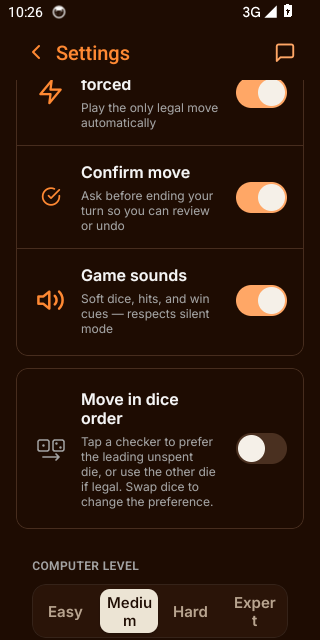 10:26
3G
Settings
forced
Play the only legal move
automatically
Confirm move
Ask before ending your
turn so you can review
or undo
Game sounds
Soft dice, hits, and win
cues — respects silent
mode
Move in dice
order
Tap a checker to prefer
the leading unspent
die, or use the other die
if legal. Swap dice to
change the preference.
COMPUTER LEVEL
Easy
Mediu
m
Hard
Exper
t